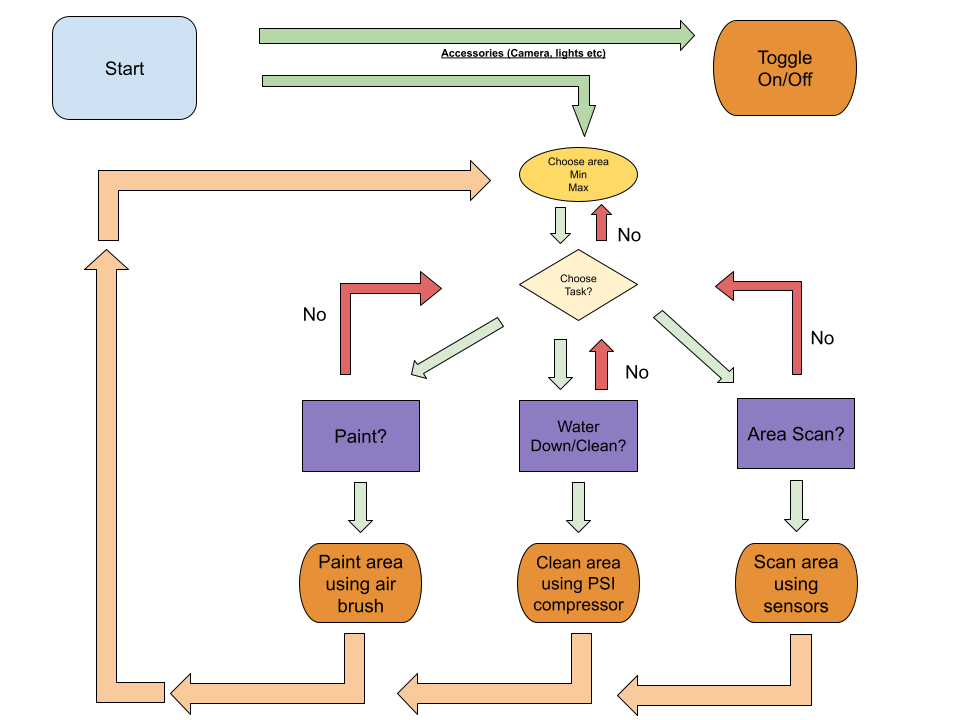 Start
Accessories (Camera, lights etc)
Toggle
On/Off
Choose area
Min
Max
No
Choose
Task?
No
No
No
Paint?
Water
Down/Clean?
Area Scan?
Paint area
using air
brush
Clean area
using PSI
compressor
Scan area
using
sensors